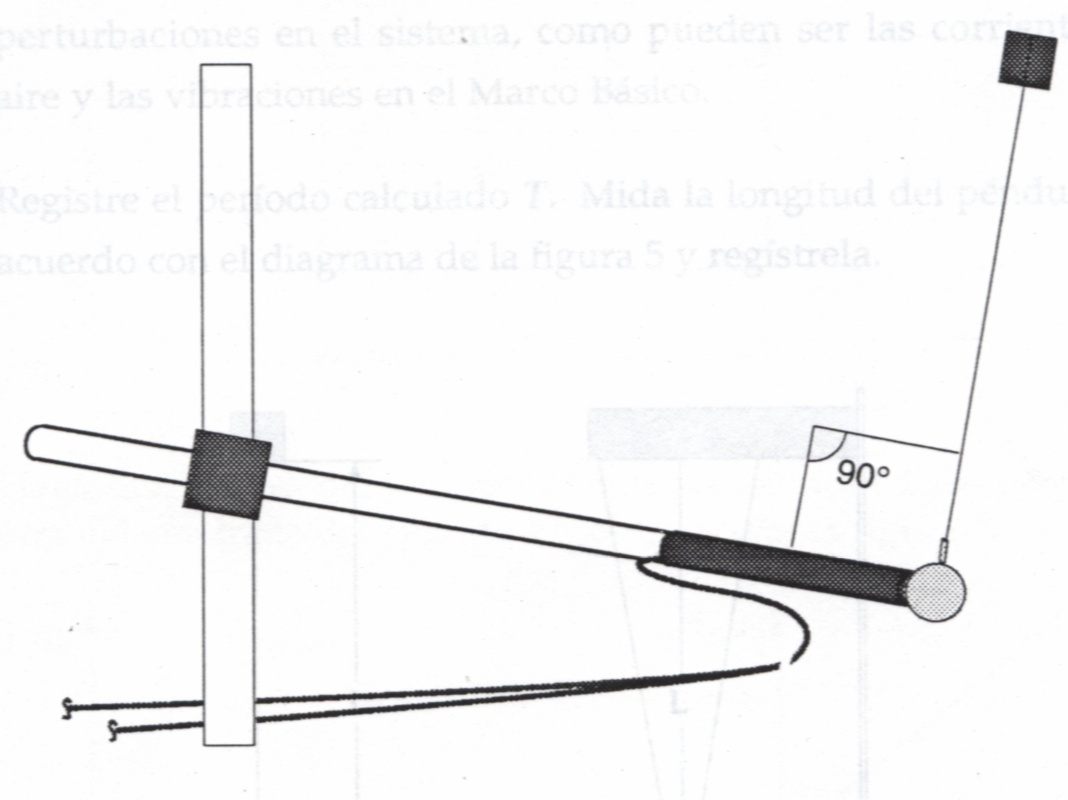 perturbaciones en el sistema, como pueden ser las corrient
aire y las vibraciones en el Marco Básico.
Registre el período calculado T. Mida la longitud del péndu
acuerdo con el diagrama de la figura 5 y regístrela.
90°
L